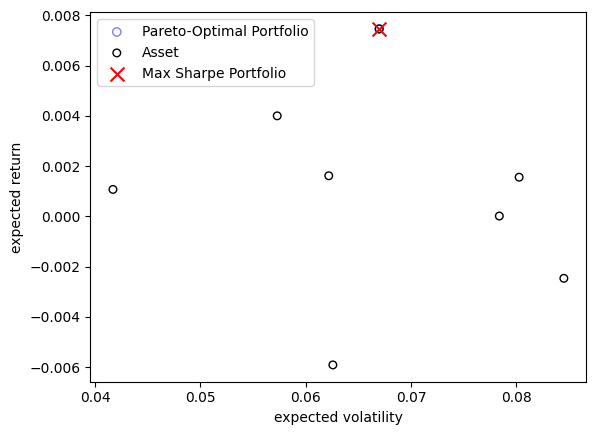 0.008
0.006
0.004
0.002
0.000
−0.002
−0.004
−0.006
expected return
Pareto-Optimal Portfolio
Asset
Max Sharpe Portfolio
0.04 0.05 0.06 0.07 0.08
expected volatility